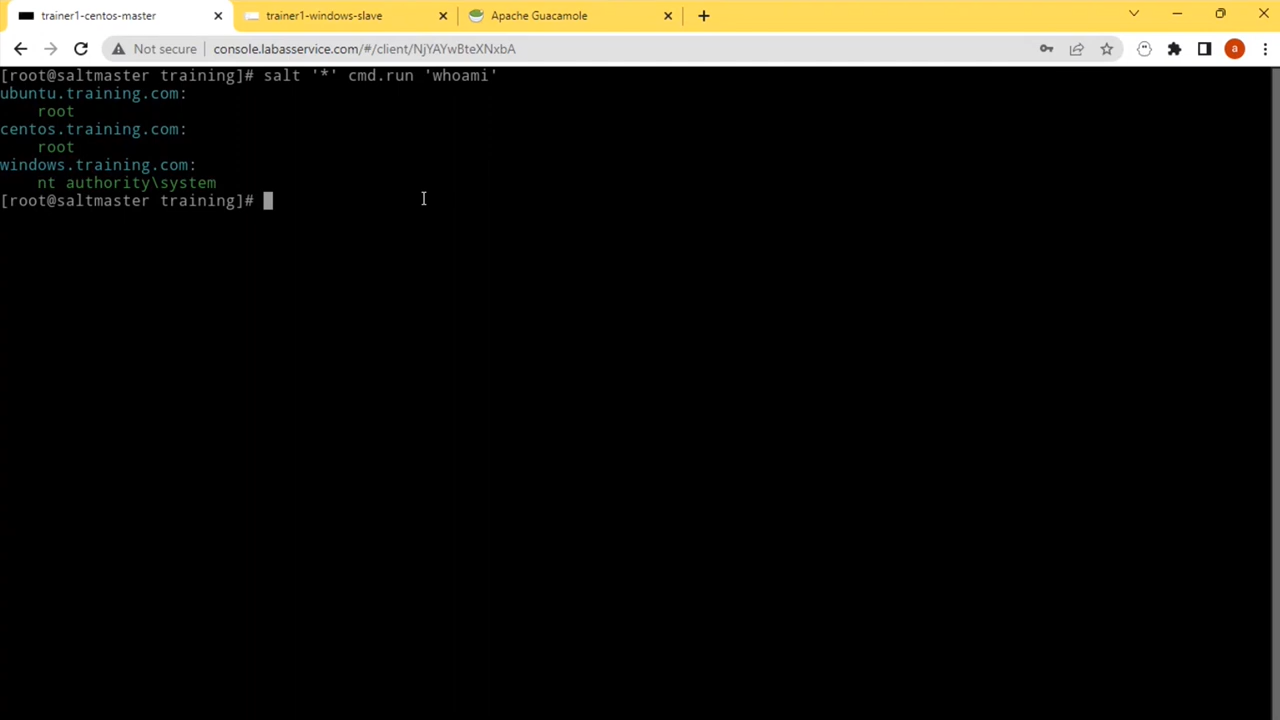 trainer1-centos-master
trainer1-windows-slave
Apache Guacamole
Not secure
console.labasservice.com/#/client/NjYAYwBteXNxbA
a
[root@saltmaster training]# salt '*' cmd.run 'whoami'
ubuntu.training.com:
root
centos.training.com:
root
windows.training.com:
nt authority\system
[root@saltmaster training]#